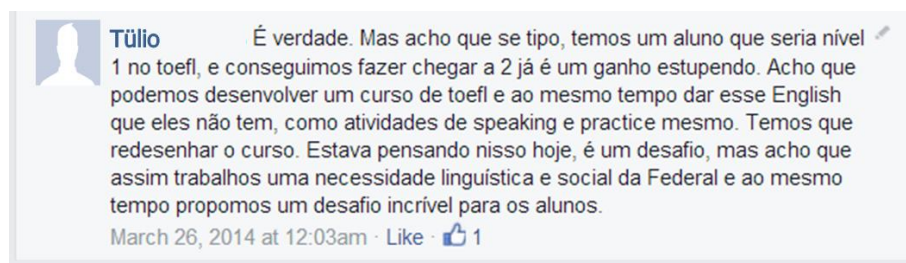 Túlio É verdade. Mas acho que se tipo, temos um aluno que seria nível
1 no toefl, e conseguimos fazer chegar a 2 já é um ganho estupendo. Acho que
podemos desenvolver um curso de toefl e ao mesmo tempo dar esse English
que eles não tem, como atividades de speaking e practice mesmo. Temos que
redesenhar o curso. Estava pensando nisso hoje, é um desafio, mas acho que
assim trabalhos uma necessidade linguística e social da Federal e ao mesmo
tempo propomos um desafio incrível para os alunos.
March 26, 2014 at 12:03am · Like · 1